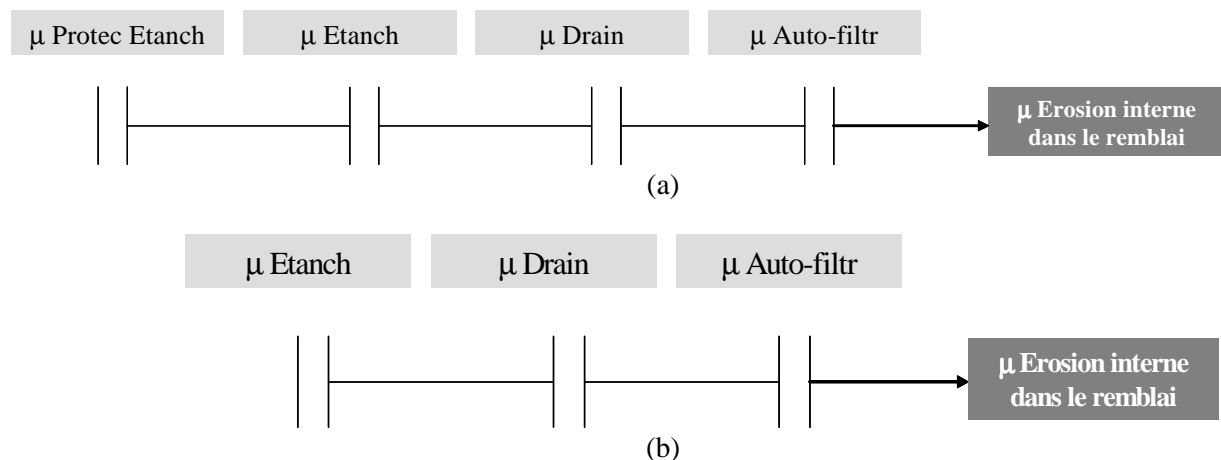 μ Protec Etanch μ Etanch μ Drain μ Auto-filtr
μ Erosion interne
dans le remblai
(a)
μ Etanch μ Drain μ Auto-filtr
μ Erosion interne
dans le remblai
(b)